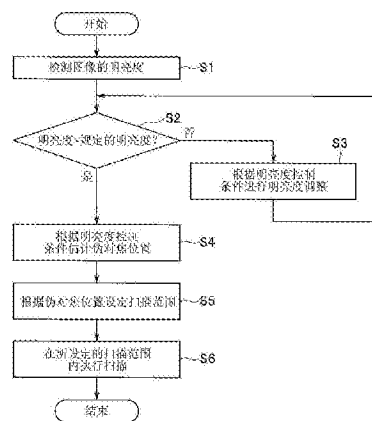 开始
检测图像的明亮度
S1
S2
明亮度~规定的明亮度?
否
是
S3
根据明亮度控制
条件进行明亮度调整
根据明亮度控制
条件估计伪对焦位置
S4
根据伪对焦位置设定扫描范围
S5
在所设定的扫描范围
内执行扫描
S6
结束